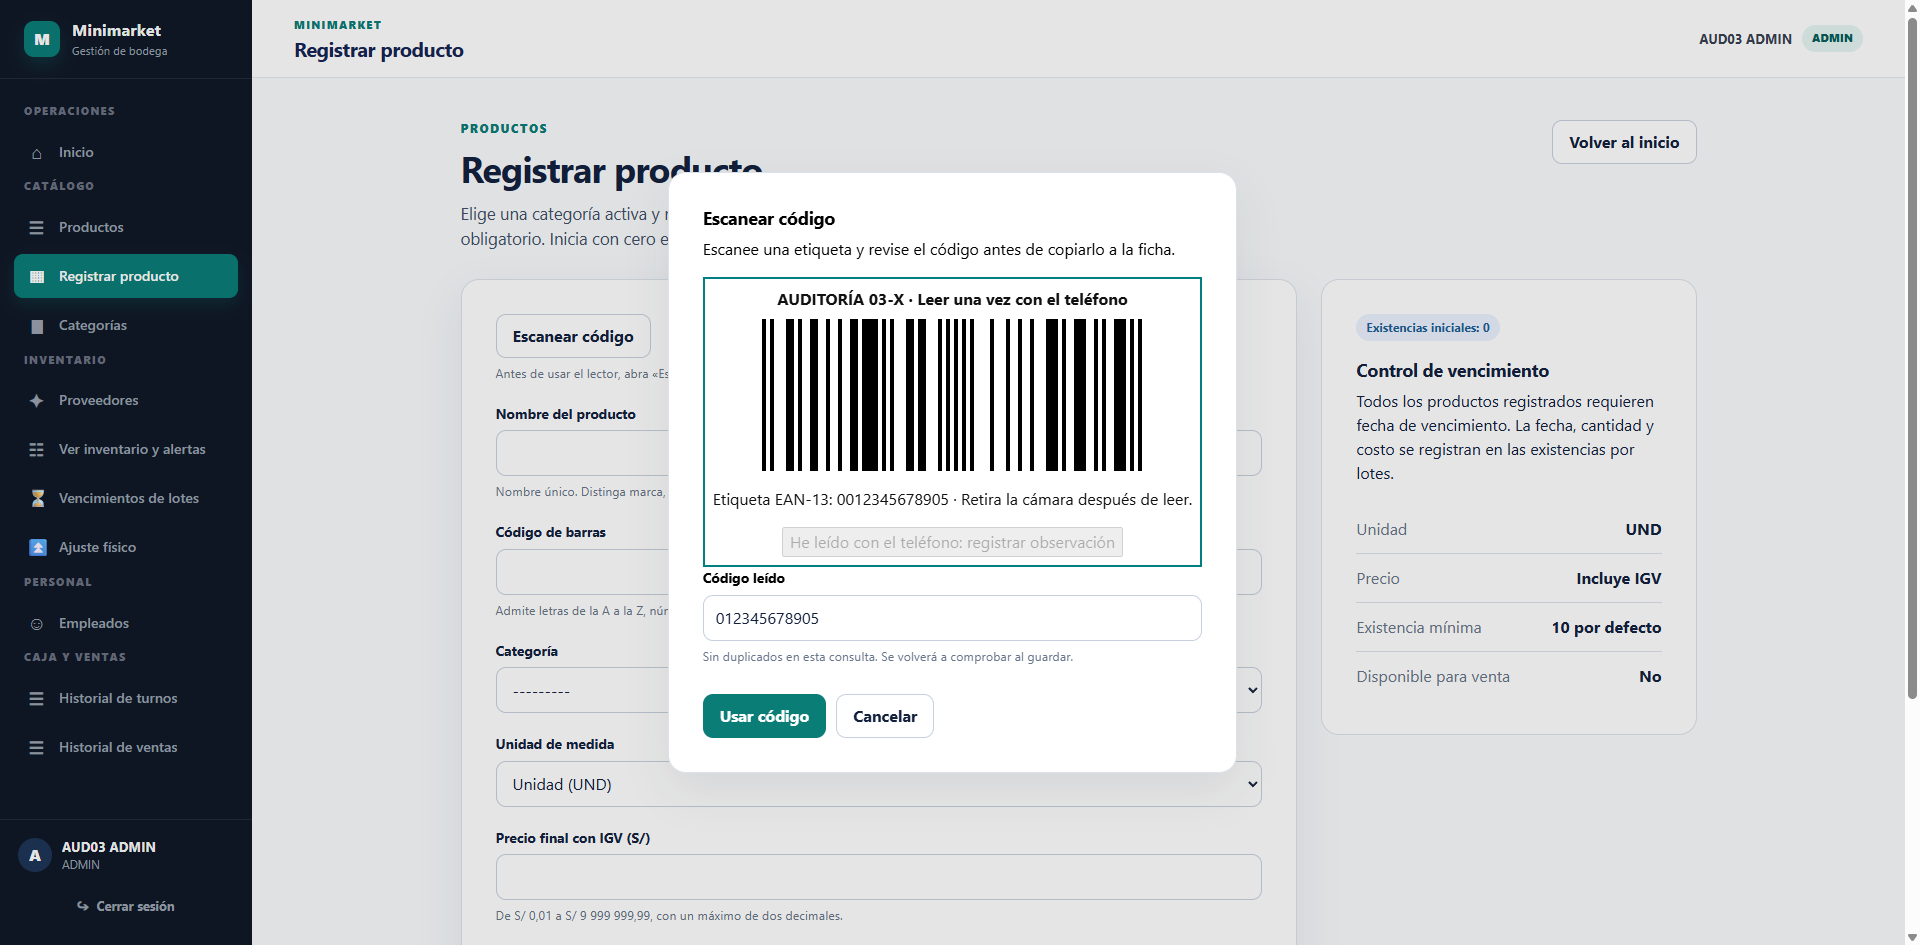 M
Minimarket
Gestión de bodega
OPERACIONES
Inicio
CATÁLOGO
Productos
Registrar producto
Categorías
INVENTARIO
Proveedores
Ver inventario y alertas
Vencimientos de lotes
Ajuste físico
PERSONAL
Empleados
CAJA Y VENTAS
Historial de turnos
Historial de ventas
A
AUD03 ADMIN
ADMIN
Cerrar sesión
MINIMARKET
Registrar producto
AUD03 ADMIN
ADMIN
PRODUCTOS
Registrar producto
Volver al inicio
Elige una categoría activa y
obligatorio. Inicia con cero
Escanear código
Antes de usar el lector, abra
Nombre del producto
Nombre único. Distinga marca,
Código de barras
Admite letras de la A a la Z,
Categoría
---------
Unidad de medida
Unidad (UND)
Precio final con IGV (S/)
De S/ 0,01 a S/ 9 999 999,99, con un máximo de dos decimales.
Escanear código
Escanee una etiqueta y revise el código antes de copiarlo a la ficha.
AUDITORÍA 03-X · Leer una vez con el teléfono
Etiqueta EAN-13: 0012345678905 · Retira la cámara después de leer.
He leído con el teléfono: registrar observación
Código leído
012345678905
Sin duplicados en esta consulta. Se volverá a comprobar al guardar.
Usar código
Cancelar
Existencias iniciales: 0
Control de vencimiento
Todos los productos registrados requieren
fecha de vencimiento. La fecha, cantidad y
costo se registran en las existencias por
lotes.
Unidad UND
Precio Incluye IGV
Existencia mínima 10 por defecto
Disponible para venta No